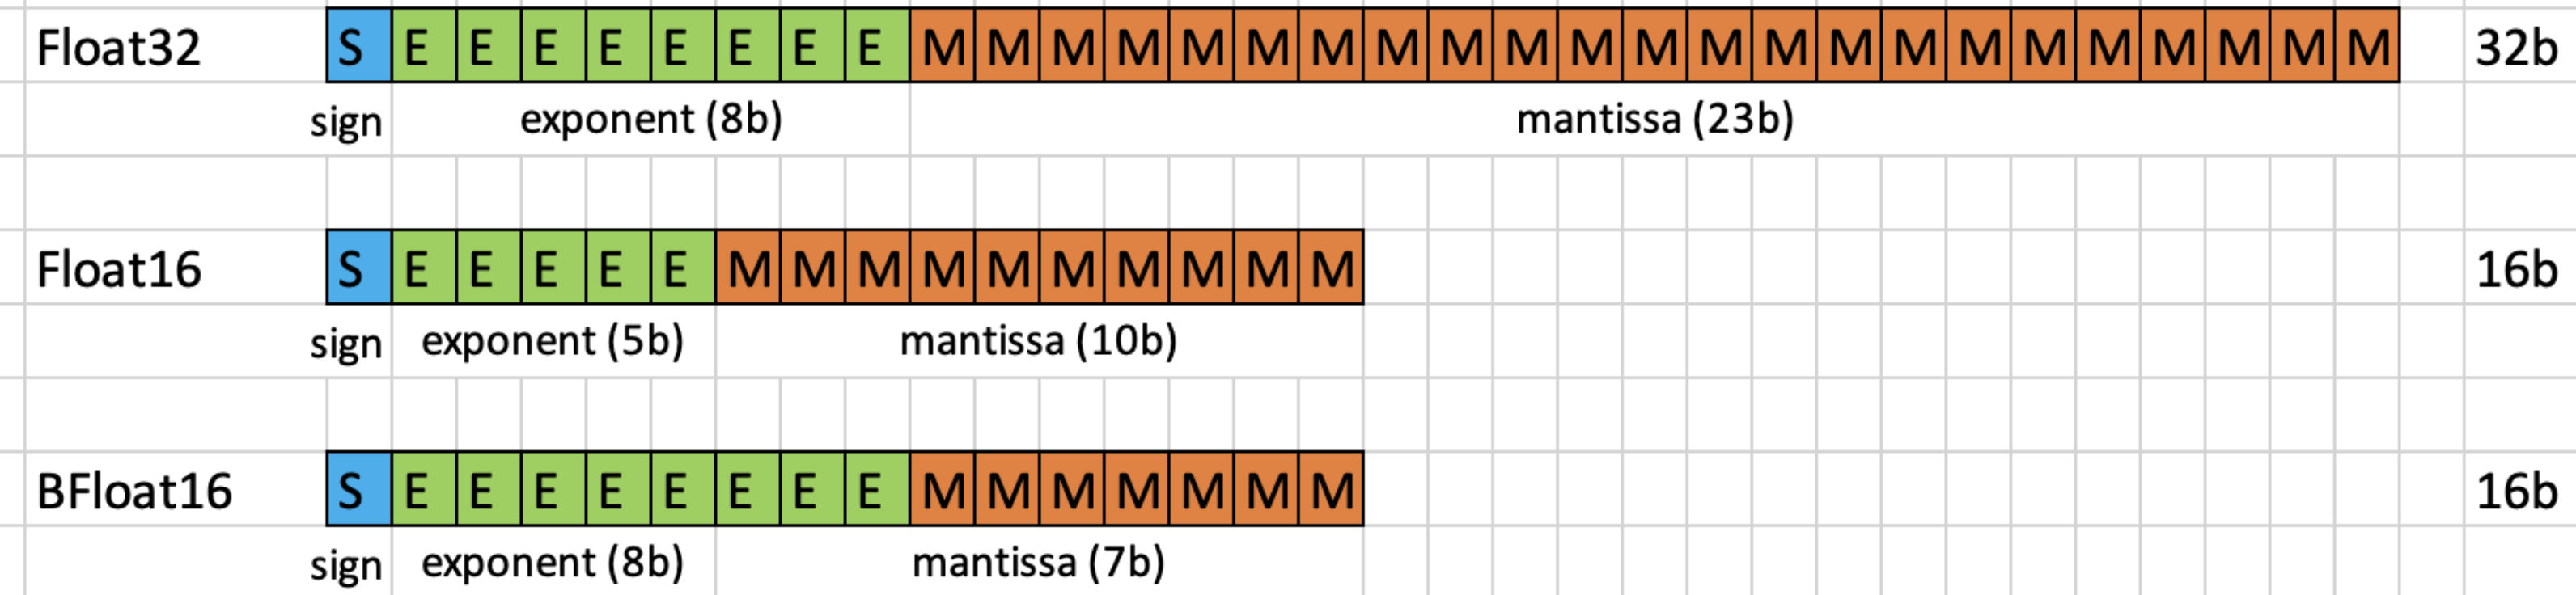 Float32 S E E E E E E E E M M M M M M M M M M M M M M M M M M M M M M M 32b
sign exponent (8b) mantissa (23b)
Float16 S E E E E E M M M M M M M M M M 16b
sign exponent (5b) mantissa (10b)
BFloat16 S E E E E E E E E M M M M M M M 16b
sign exponent (8b) mantissa (7b)